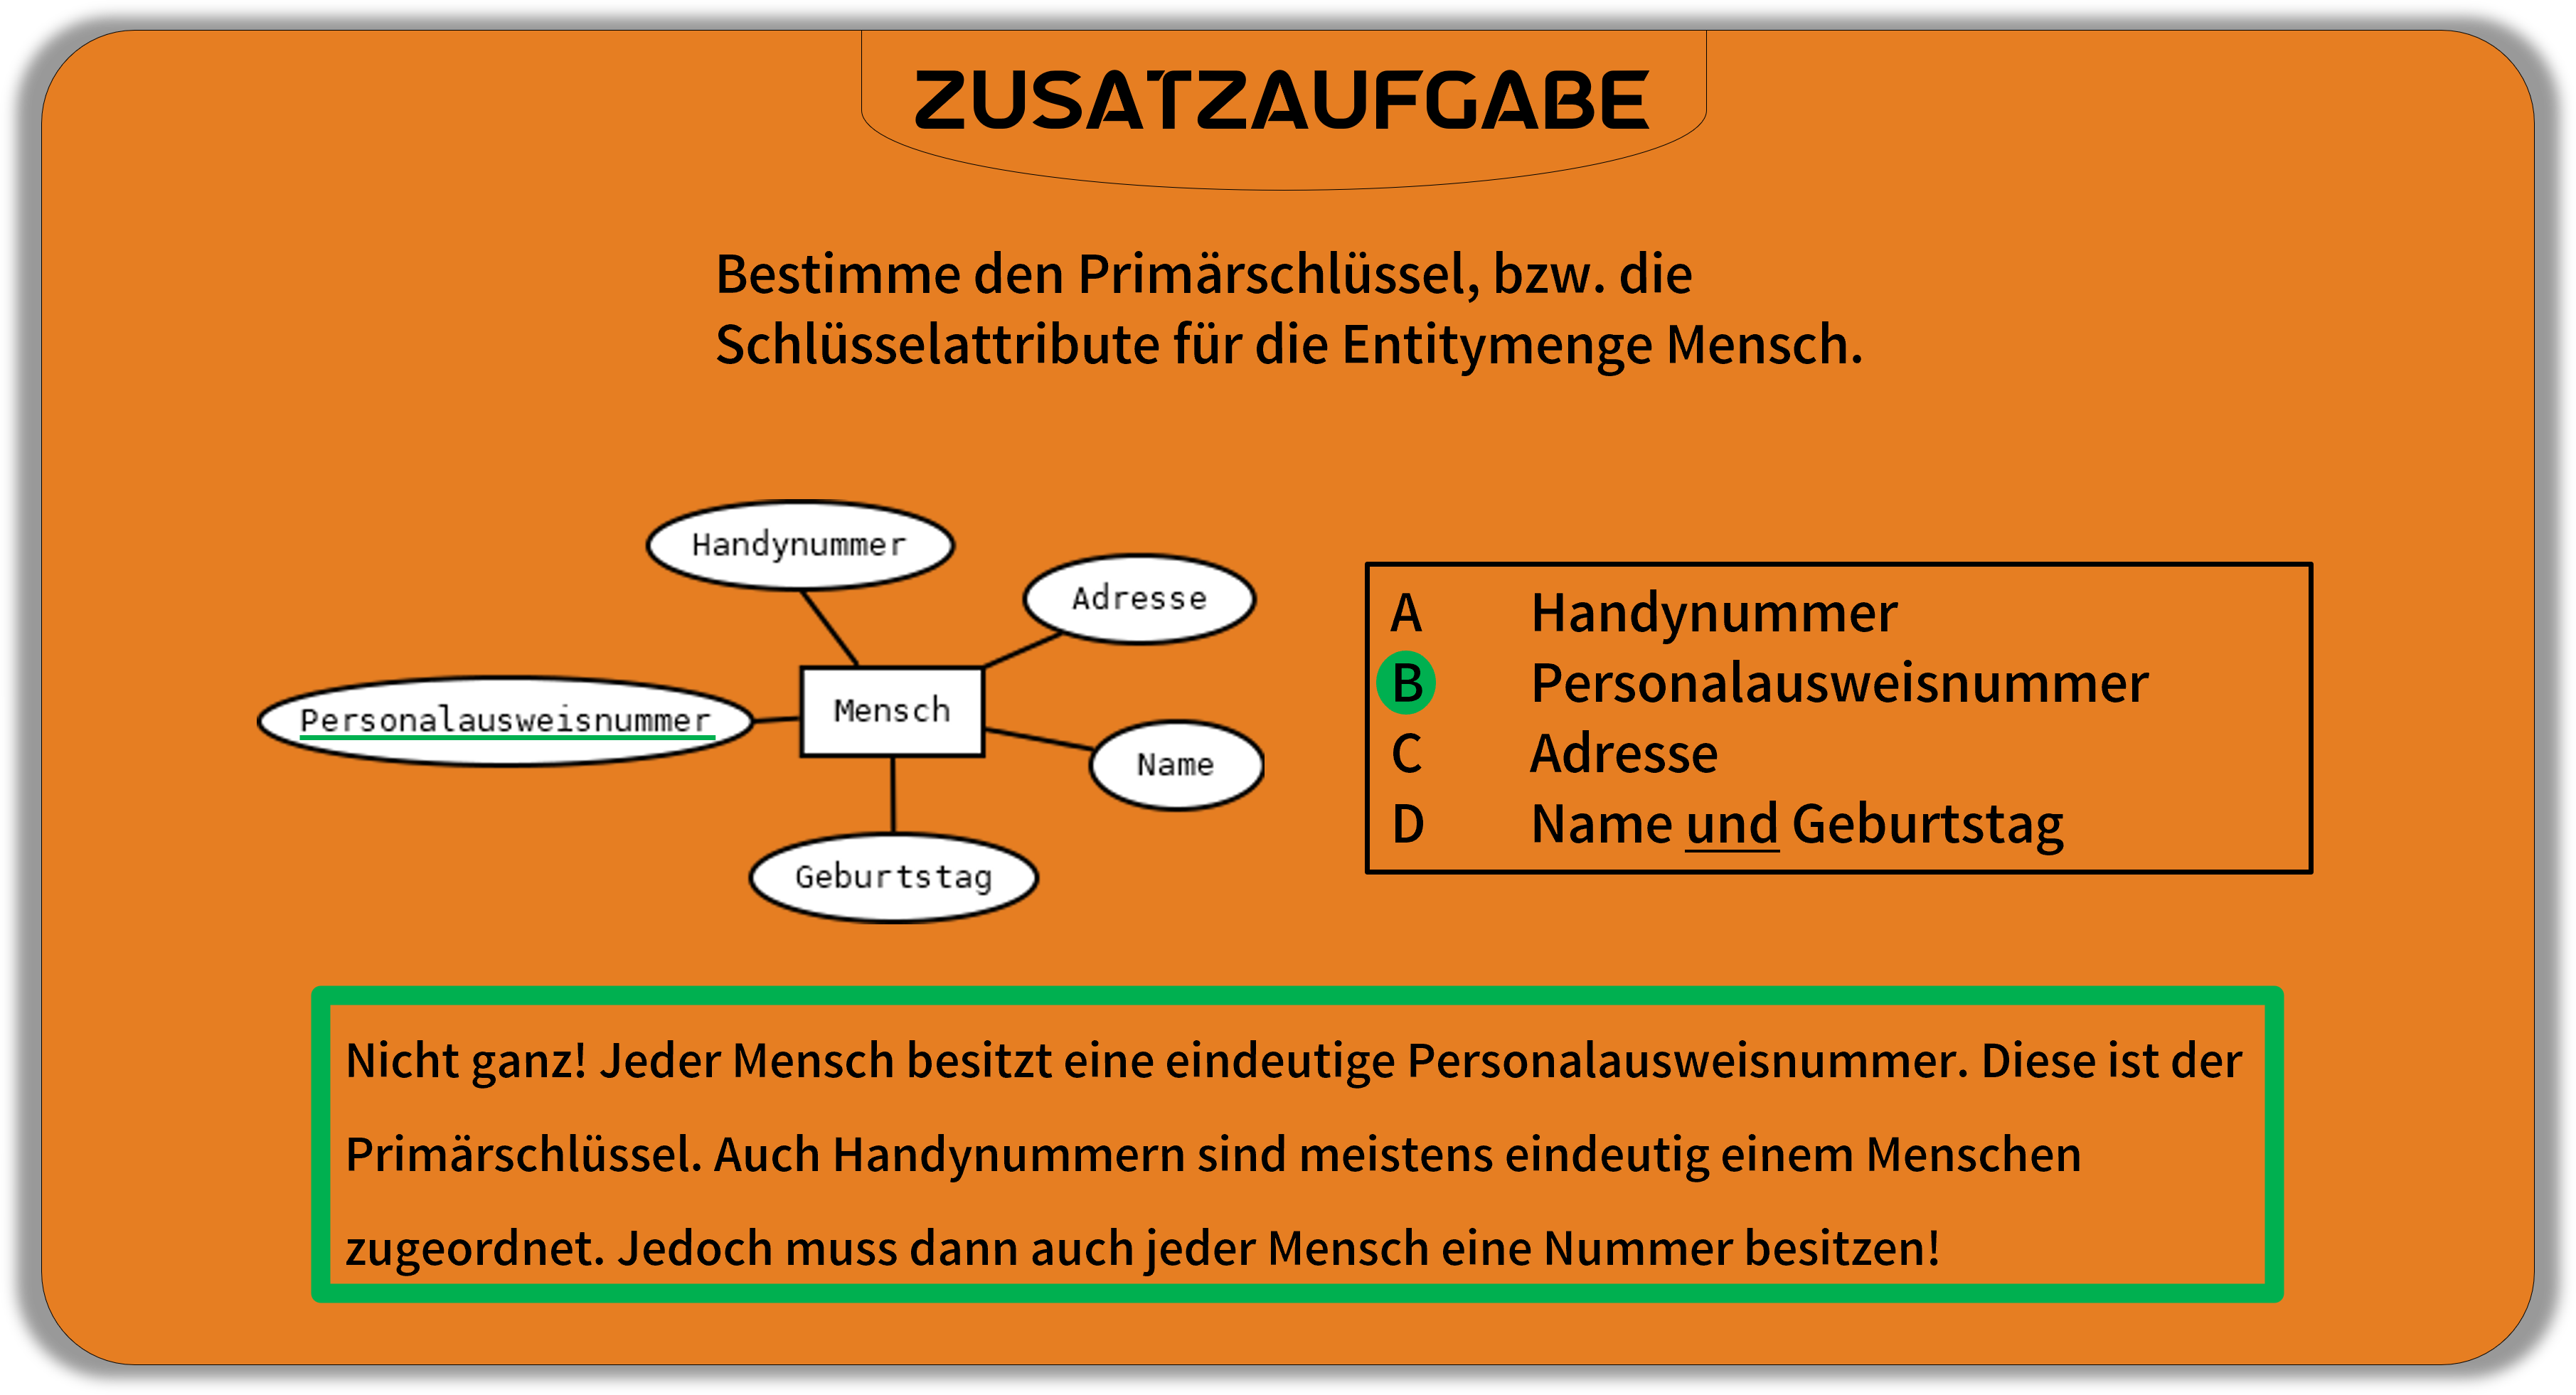 ZUSATZAUFGABE
Bestimme den Primärschlüssel, bzw. die
Schlüsselattribute für die Entitymenge Mensch.
Handynummer
Adresse
Personalausweisnummer
Mensch
Name
Geburtstag
A Handynummer
B Personalausweisnummer
C Adresse
D Name und Geburtstag
Nicht ganz! Jeder Mensch besitzt eine eindeutige Personalausweisnummer. Diese ist der
Primärschlüssel. Auch Handynummern sind meistens eindeutig einem Menschen
zugeordnet. Jedoch muss dann auch jeder Mensch eine Nummer besitzen!